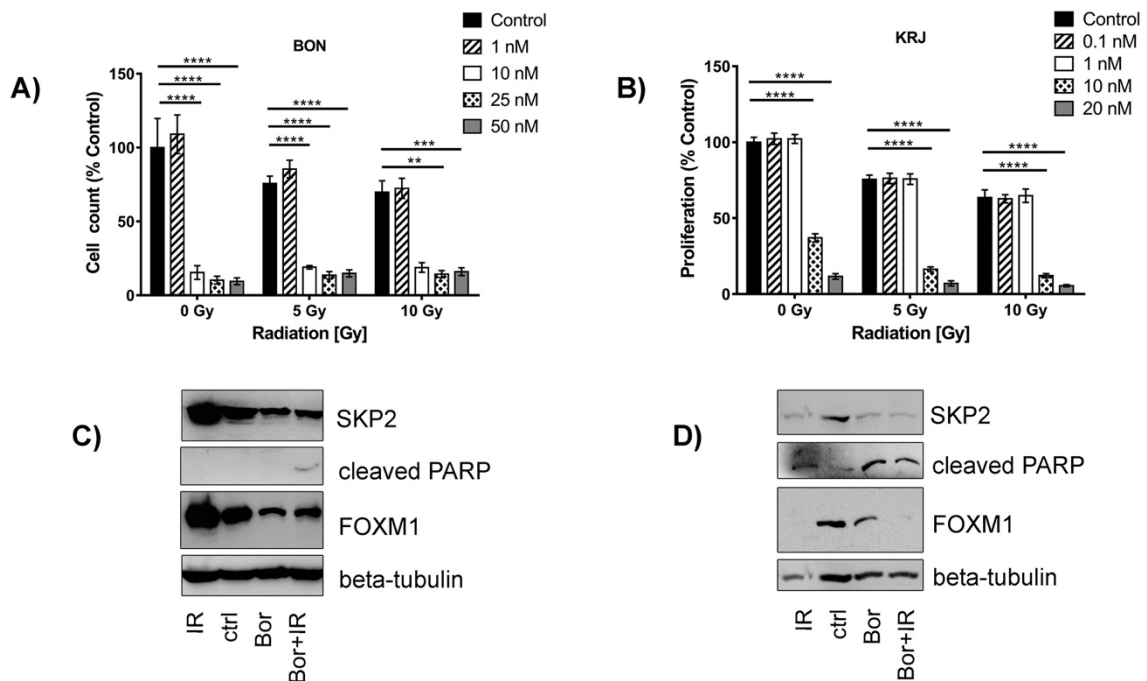 A)
BON
Control
1 nM
10 nM
25 nM
50 nM
Cell count (% Control)
150
100
50
0
****
****
****
****
****
****
***
**
0 Gy 5 Gy 10 Gy
Radiation [Gy]
B)
KRJ
Control
0.1 nM
1 nM
10 nM
20 nM
Proliferation (% Control)
150
100
50
0
****
****
****
****
****
****
0 Gy 5 Gy 10 Gy
Radiation [Gy]
C)
SKP2
cleaved PARP
FOXM1
beta-tubulin
IR ctrl Bor Bor+IR
D)
SKP2
cleaved PARP
FOXM1
beta-tubulin
IR ctrl Bor Bor+IR